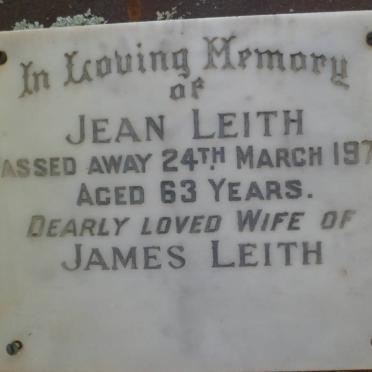 In Loving Memory
of
JEAN LEITH
ASSED AWAY 24TH MARCH 197
AGED 63 YEARS.
DEARLY LOVED WIFE OF
JAMES LEITH